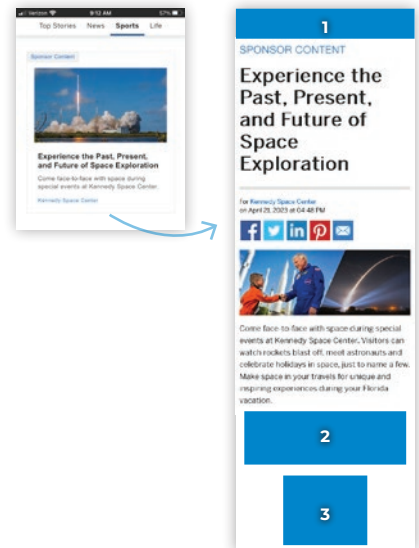 Verizon
9:12 AM
57%
Top Stories News Sports Life
Sponsor Content
Experience the Past, Present,
and Future of Space Exploration
Come face-to-face with space during
special events at Kennedy Space Center.
Kennedy Space Center
1
SPONSOR CONTENT
Experience the
Past, Present,
and Future of
Space
Exploration
for Kennedy Space Center
on April 21, 2023 at 04:48 PM
Come face-to-face with space during special
events at Kennedy Space Center. Visitors can
watch rockets blast off, meet astronauts and
celebrate holidays in space, just to name a few.
Make space in your travels for unique and
inspiring experiences during your Florida
vacation.
2
3